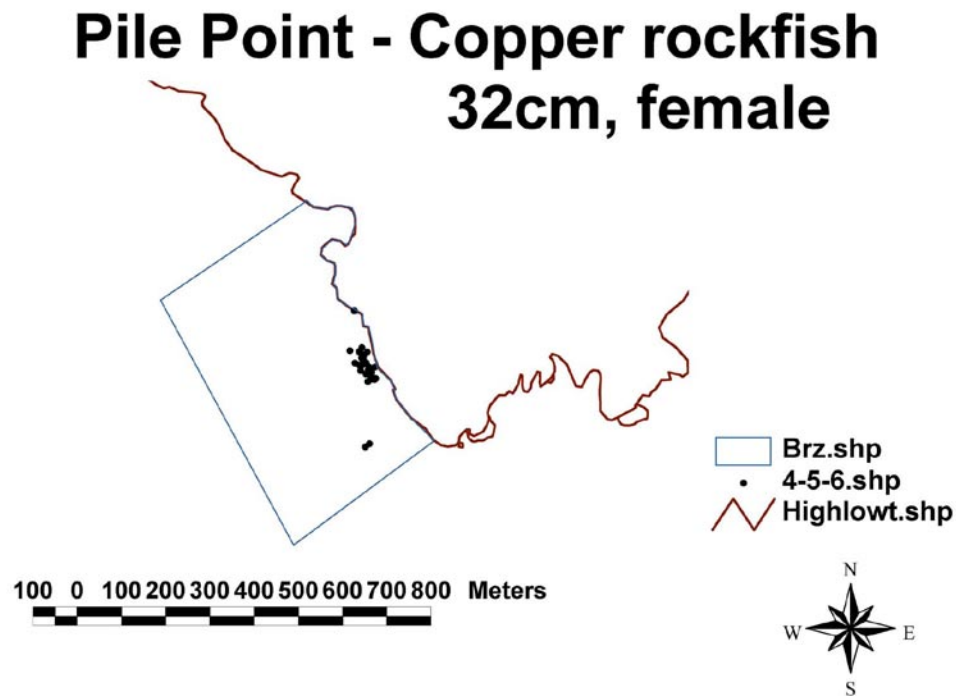 Pile Point - Copper rockfish
32cm, female
Brz.shp
4-5-6.shp
Highlowt.shp
100 0 100 200 300 400 500 600 700 800 Meters
N
W E
S